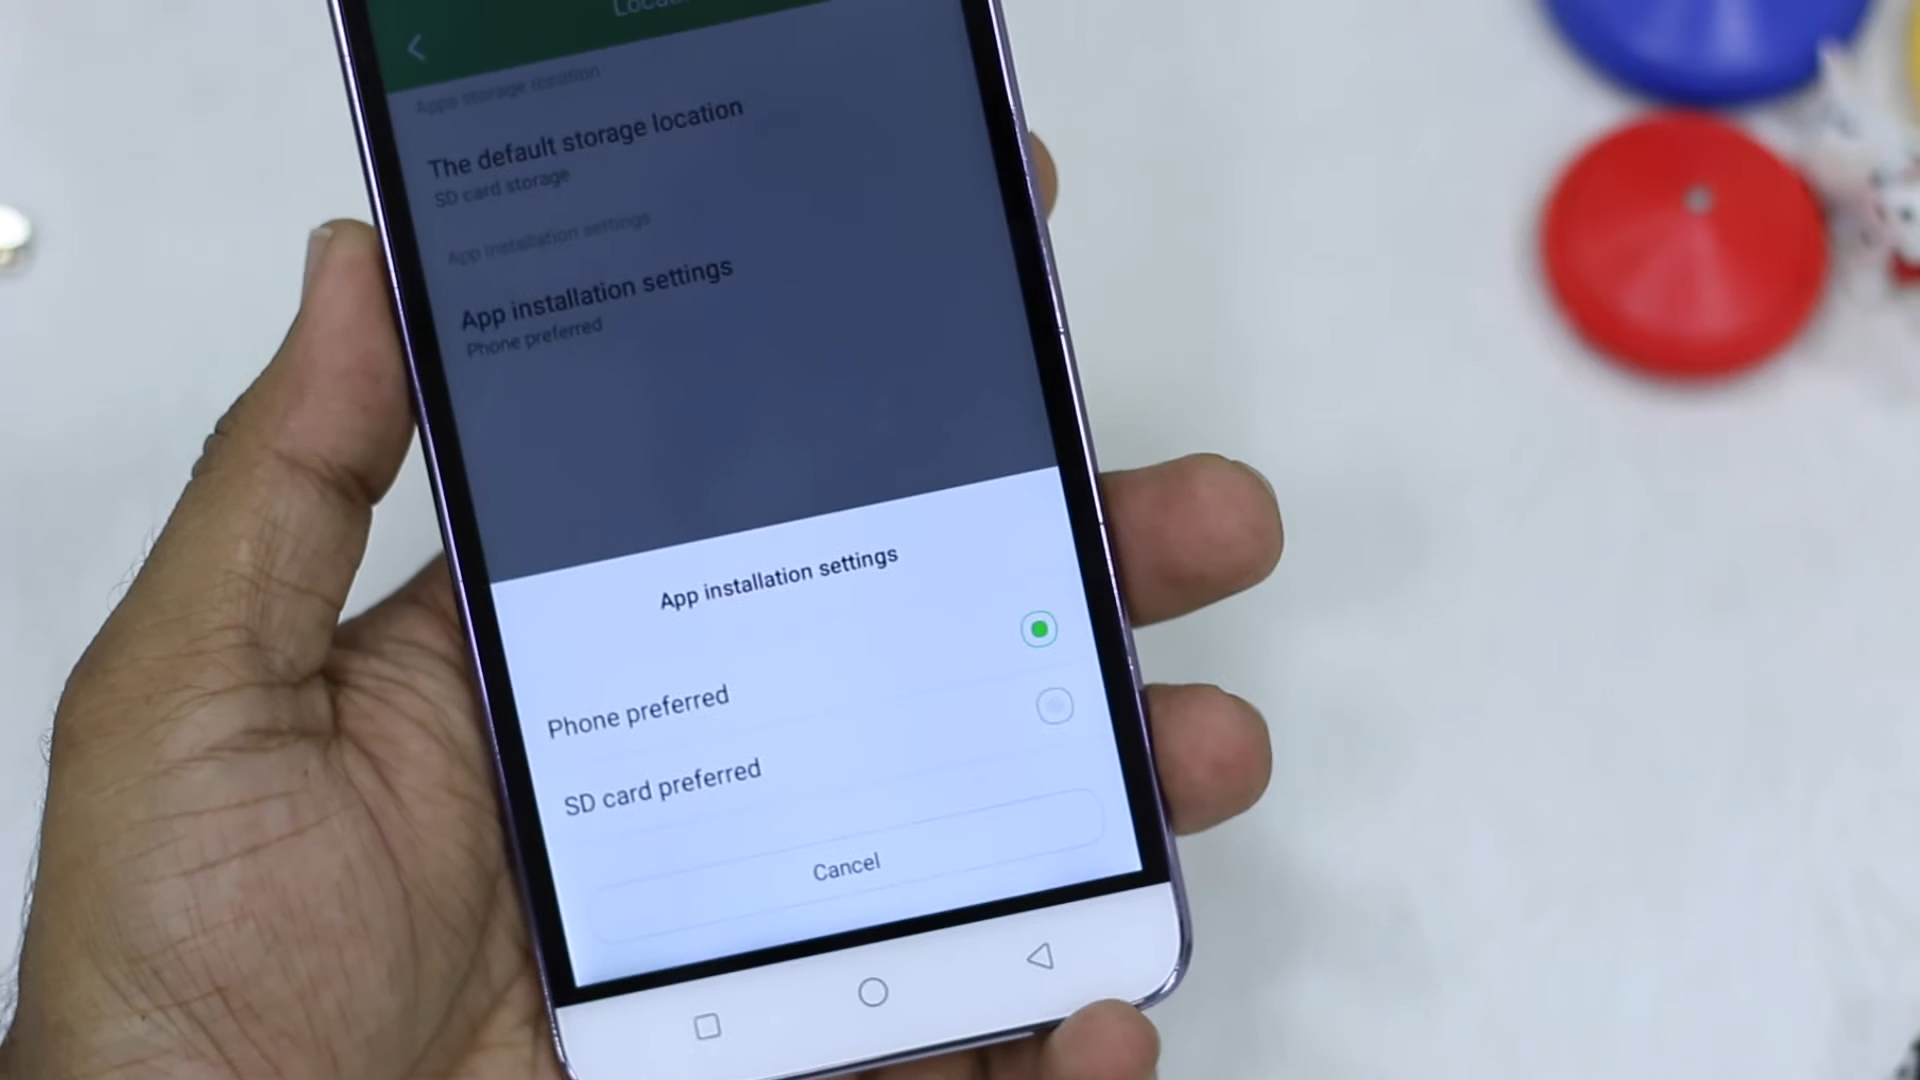 Apps storage location
The default storage location
SD card storage
App installation settings
App installation settings
Phone preferred
App installation settings
Phone preferred
SD card preferred
Cancel